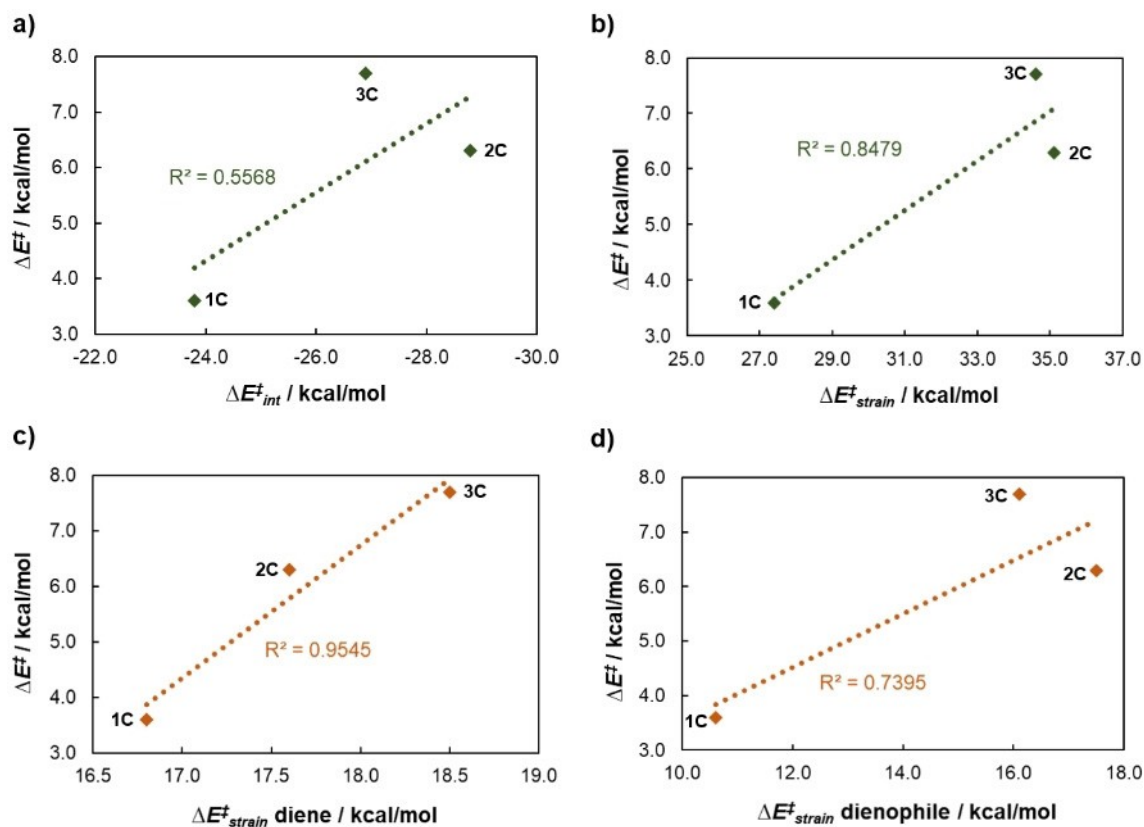 a)
8.0
7.0
6.0
5.0
4.0
3.0
ΔE‡ / kcal/mol
3C
2C
R² = 0.5568
1C
-22.0 -24.0 -26.0 -28.0 -30.0
ΔE‡int / kcal/mol
b)
8.0
7.0
6.0
5.0
4.0
3.0
ΔE‡ / kcal/mol
3C
R² = 0.8479
2C
1C
25.0 27.0 29.0 31.0 33.0 35.0 37.0
ΔE‡strain / kcal/mol
c)
8.0
7.0
6.0
5.0
4.0
3.0
ΔE‡ / kcal/mol
3C
2C
R² = 0.9545
1C
16.5 17.0 17.5 18.0 18.5 19.0
ΔE‡strain diene / kcal/mol
d)
8.0
7.0
6.0
5.0
4.0
3.0
ΔE‡ / kcal/mol
3C
2C
R² = 0.7395
1C
10.0 12.0 14.0 16.0 18.0
ΔE‡strain dienophile / kcal/mol